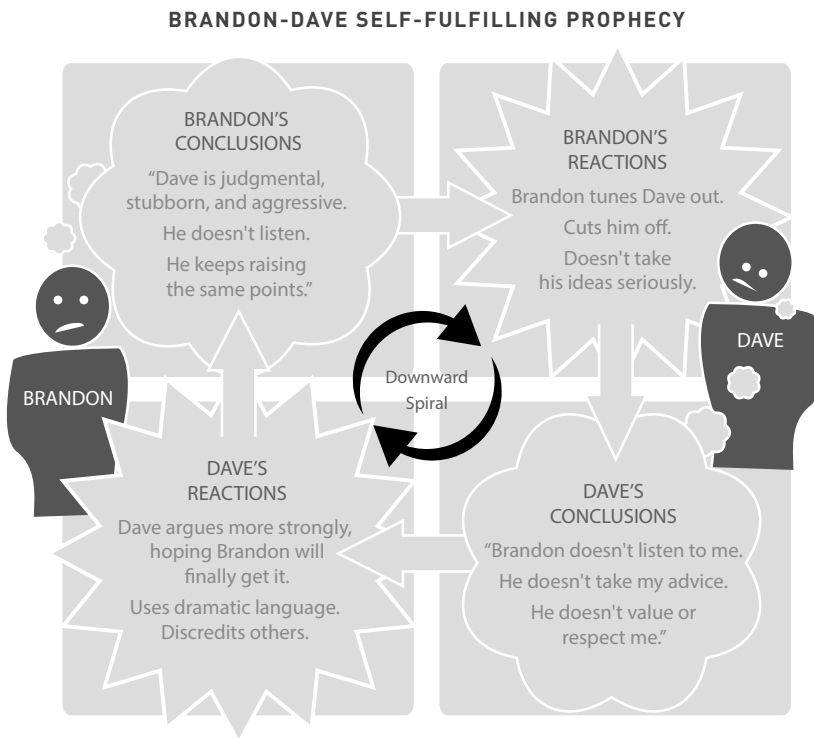 BRANDON-DAVE SELF-FULFILLING PROPHECY
BRANDON'S
CONCLUSIONS
“Dave is judgmental,
stubborn, and aggressive.
He doesn't listen.
He keeps raising
the same points.”
BRANDON'S
REACTIONS
Brandon tunes Dave out.
Cuts him off.
Doesn't take
his ideas seriously.
BRANDON
DAVE
Downward
Spiral
DAVE'S
REACTIONS
Dave argues more strongly,
hoping Brandon will
finally get it.
Uses dramatic language.
Discredits others.
DAVE'S
CONCLUSIONS
“Brandon doesn't listen to me.
He doesn't take my advice.
He doesn't value or
respect me.”